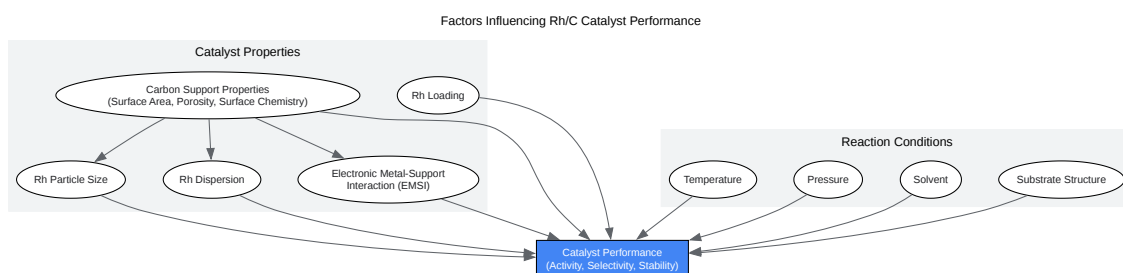 Factors Influencing Rh/C Catalyst Performance
Catalyst Properties
Carbon Support Properties
(Surface Area, Porosity, Surface Chemistry)
Rh Loading
Rh Particle Size
Rh Dispersion
Electronic Metal-Support
Interaction (EMSI)
Reaction Conditions
Temperature
Pressure
Solvent
Substrate Structure
Catalyst Performance
(Activity, Selectivity, Stability)